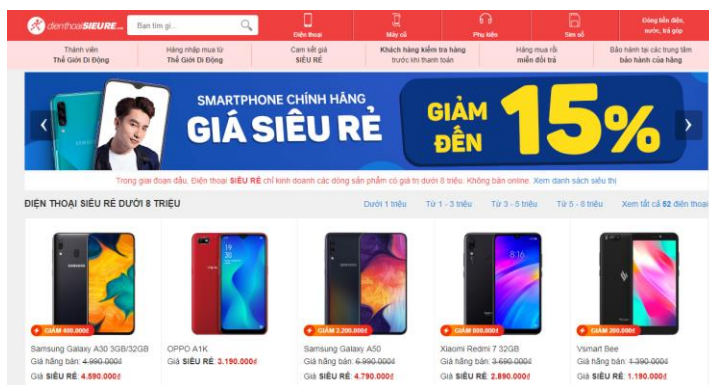 dienthoaiSIEURE.com
Bạn tìm gì...
Điện thoại
Máy cũ
Phụ kiện
Sim số
Đóng tiền điện,
nước, trả góp
Thành viên
Thế Giới Di Động
Hàng nhập mua từ
Thế Giới Di Động
Cam kết giá
SIÊU RẺ
Khách hàng kiểm tra hàng
trước khi thanh toán
Hàng mua rồi
miễn đổi trả
Bảo hành tại các trung tâm
bảo hành của hãng
SMARTPHONE CHÍNH HÃNG
GIÁ SIÊU RẺ
GIẢM
ĐẾN
15%
Trong giai đoạn đầu, Điện thoại SIÊU RẺ chỉ kinh doanh các dòng sản phẩm có giá trị dưới 8 triệu. Không bán online. Xem danh sách siêu thị
ĐIỆN THOẠI SIÊU RẺ DƯỚI 8 TRIỆU
Dưới 1 triệu
Từ 1 - 3 triệu
Từ 3 - 5 triệu
Từ 5 - 8 triệu
Xem tất cả 52 điện thoại
GIẢM 400.000₫
Samsung Galaxy A30 3GB/32GB
Giá hãng bán: 4.990.000₫
Giá SIÊU RẺ: 4.590.000₫
OPPO A1K
Giá SIÊU RẺ: 3.190.000₫
GIẢM 2.200.000₫
Samsung Galaxy A50
Giá hãng bán: 6.990.000₫
Giá SIÊU RẺ: 4.790.000₫
8:16
GIẢM 800.000₫
Xiaomi Redmi 7 32GB
Giá hãng bán: 3.690.000₫
Giá SIÊU RẺ: 2.890.000₫
GIẢM 200.000₫
Vsmart Bee
Giá hãng bán: 1.390.000₫
Giá SIÊU RẺ: 1.190.000₫